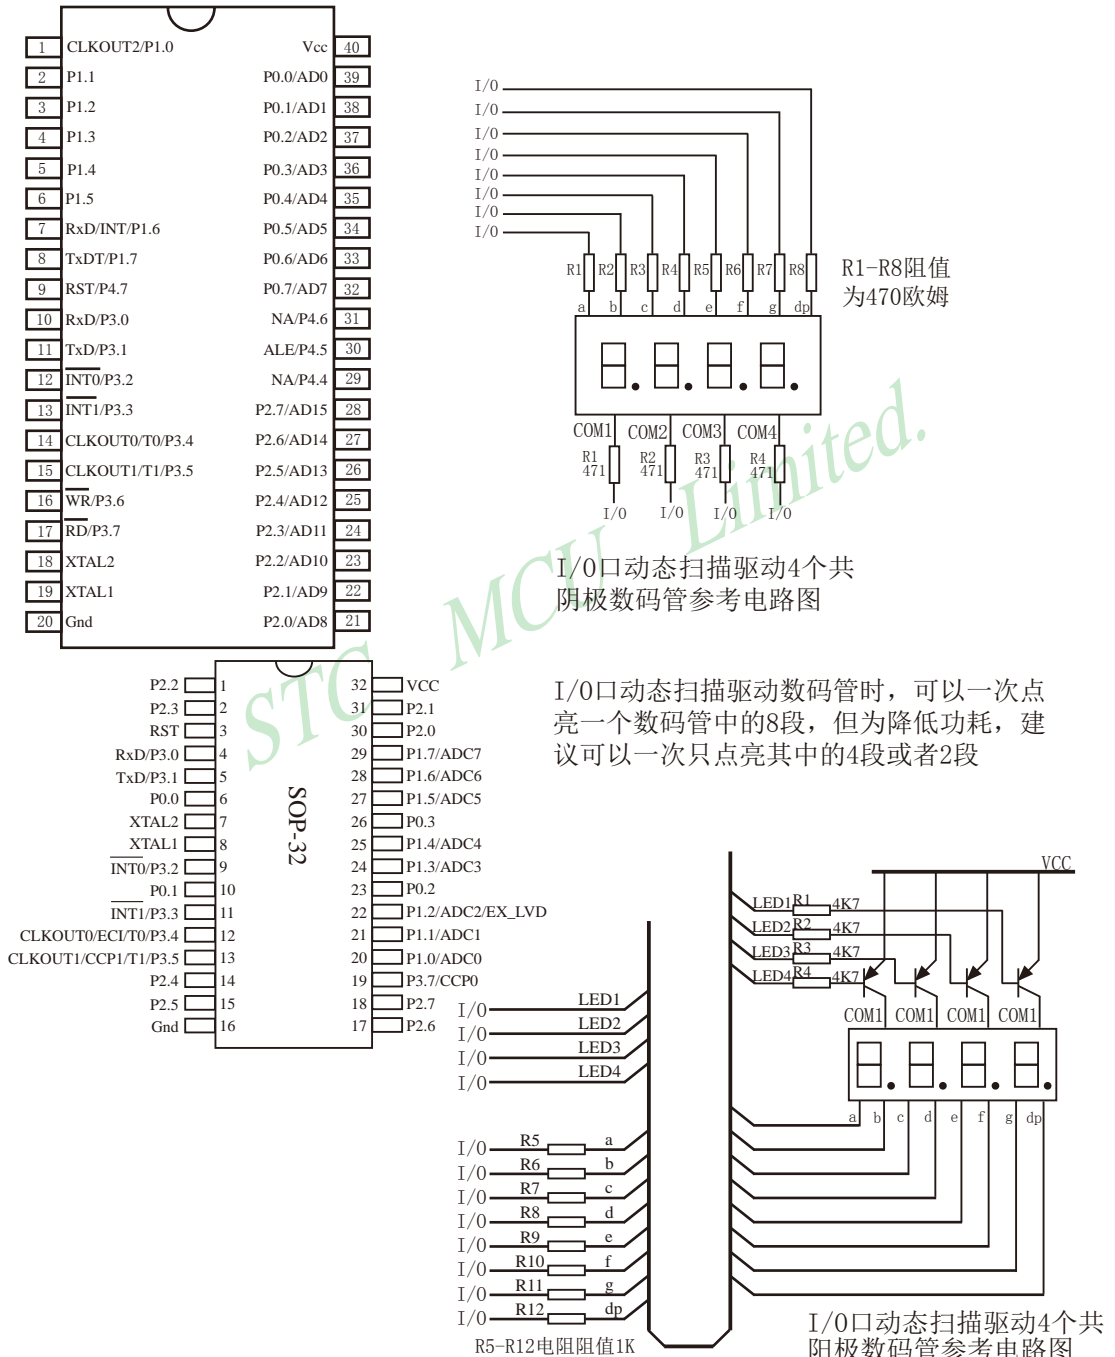 1 CLKOUT2/P1.0 Vcc 40
2 P1.1 P0.0/AD0 39
3 P1.2 P0.1/AD1 38
4 P1.3 P0.2/AD2 37
5 P1.4 P0.3/AD3 36
6 P1.5 P0.4/AD4 35
7 RxD/INT/P1.6 P0.5/AD5 34
8 TxDT/P1.7 P0.6/AD6 33
9 RST/P4.7 P0.7/AD7 32
10 RxD/P3.0 NA/P4.6 31
11 TxD/P3.1 ALE/P4.5 30
12 INT0/P3.2 NA/P4.4 29
13 INT1/P3.3 P2.7/AD15 28
14 CLKOUT0/T0/P3.4 P2.6/AD14 27
15 CLKOUT1/T1/P3.5 P2.5/AD13 26
16 WR/P3.6 P2.4/AD12 25
17 RD/P3.7 P2.3/AD11 24
18 XTAL2 P2.2/AD10 23
19 XTAL1 P2.1/AD9 22
20 Gnd P2.0/AD8 21
I/O
I/O
I/O
I/O
I/O
I/O
I/O
I/O
R1 R2 R3 R4 R5 R6 R7 R8
R1-R8阻值
为470欧姆
a b c d e f g dp
COM1 COM2 COM3 COM4
R1 R2 R3 R4
471 471 471 471
I/O I/O I/O I/O
I/O口动态扫描驱动4个共
阴极数码管参考电路图
STC MCU Limited.
I/O口动态扫描驱动数码管时，可以一次点
亮一个数码管中的8段，但为降低功耗，建
议可以一次只点亮其中的4段或者2段
P2.2 1 32 VCC
P2.3 2 31 P2.1
RST 3 30 P2.0
RxD/P3.0 4 29 P1.7/ADC7
TxD/P3.1 5 28 P1.6/ADC6
P0.0 6 27 P1.5/ADC5
XTAL2 7 26 P0.3
XTAL1 8 25 P1.4/ADC4
INT0/P3.2 9 24 P1.3/ADC3
P0.1 10 23 P0.2
INT1/P3.3 11 22 P1.2/ADC2/EX_LVD
CLKOUT0/ECI/T0/P3.4 12 21 P1.1/ADC1
CLKOUT1/CCP1/T1/P3.5 13 20 P1.0/ADC0
P2.4 14 19 P3.7/CCP0
P2.5 15 18 P2.7
Gnd 16 17 P2.6
SOP-32
VCC
LED1 R1 4K7
LED2 R2 4K7
LED3 R3 4K7
LED4 R4 4K7
COM1 COM1 COM1 COM1
a b c d e f g dp
I/O LED1
I/O LED2
I/O LED3
I/O LED4
I/O R5 a
I/O R6 b
I/O R7 c
I/O R8 d
I/O R9 e
I/O R10 f
I/O R11 g
I/O R12 dp
R5-R12电阻阻值1K
I/O口动态扫描驱动4个共
阳极数码管参考电路图